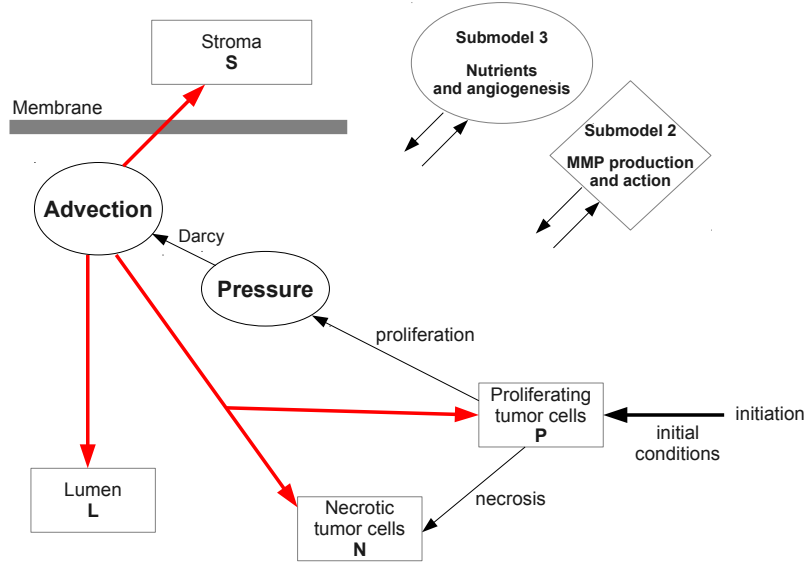 Stroma
S
Submodel 3
Nutrients
and angiogenesis
Membrane
Submodel 2
MMP production
and action
Advection
Darcy
Pressure
proliferation
Proliferating
tumor cells
P
initiation
initial
conditions
Lumen
L
necrosis
Necrotic
tumor cells
N